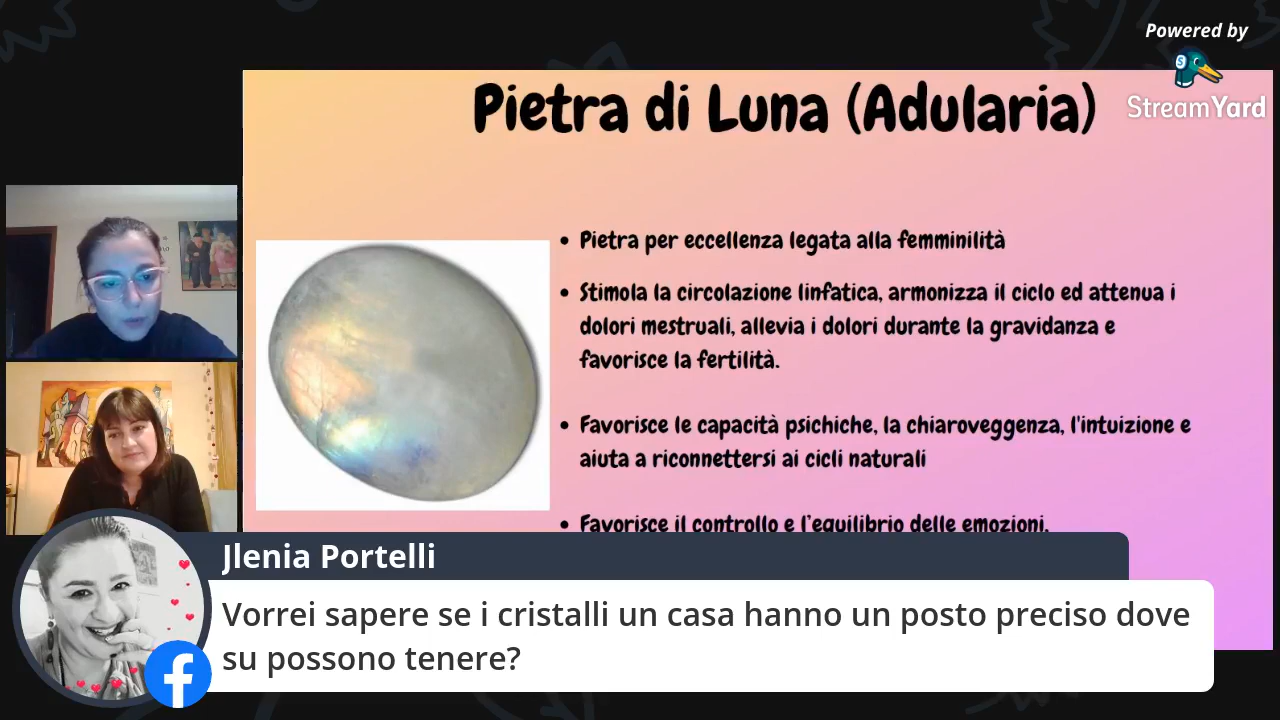 Powered by
StreamYard
Pietra di Luna (Adularia)
• Pietra per eccellenza legata alla femminilità
• Stimola la circolazione linfatica, armonizza il ciclo ed attenua i
dolori mestruali, allevia i dolori durante la gravidanza e
favorisce la fertilità.
• Favorisce le capacità psichiche, la chiaroveggenza, l'intuizione e
aiuta a riconnettersi ai cicli naturali
• Favorisce il controllo e l'equilibrio delle emozioni.
Jlenia Portelli
Vorrei sapere se i cristalli un casa hanno un posto preciso dove
su possono tenere?